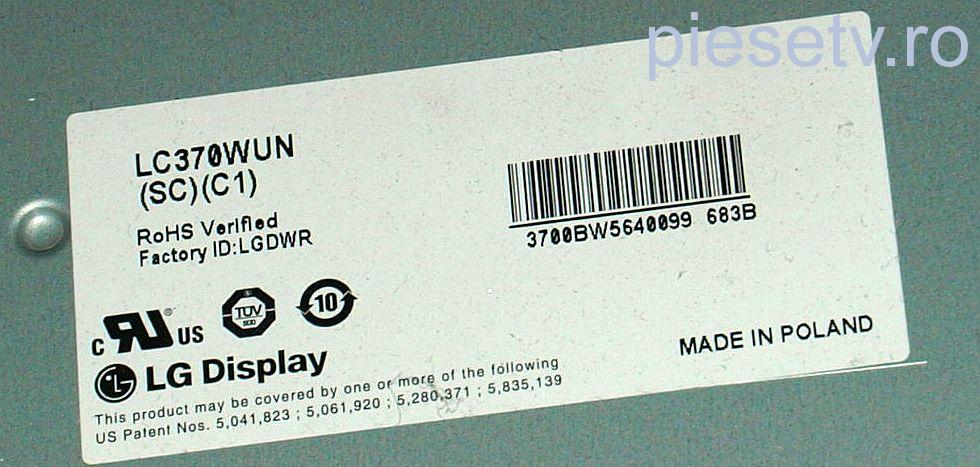 piesetv.ro
LC370WUN
(SC)(C1)
RoHS Verified
Factory ID:LGDWR
3700BW5640099 683B
c RU US
TÜV
10
LG Display
MADE IN POLAND
This product may be covered by one or more of the following
US Patent Nos. 5,041,823 ; 5,061,920 ; 5,280,371 ; 5,835,139